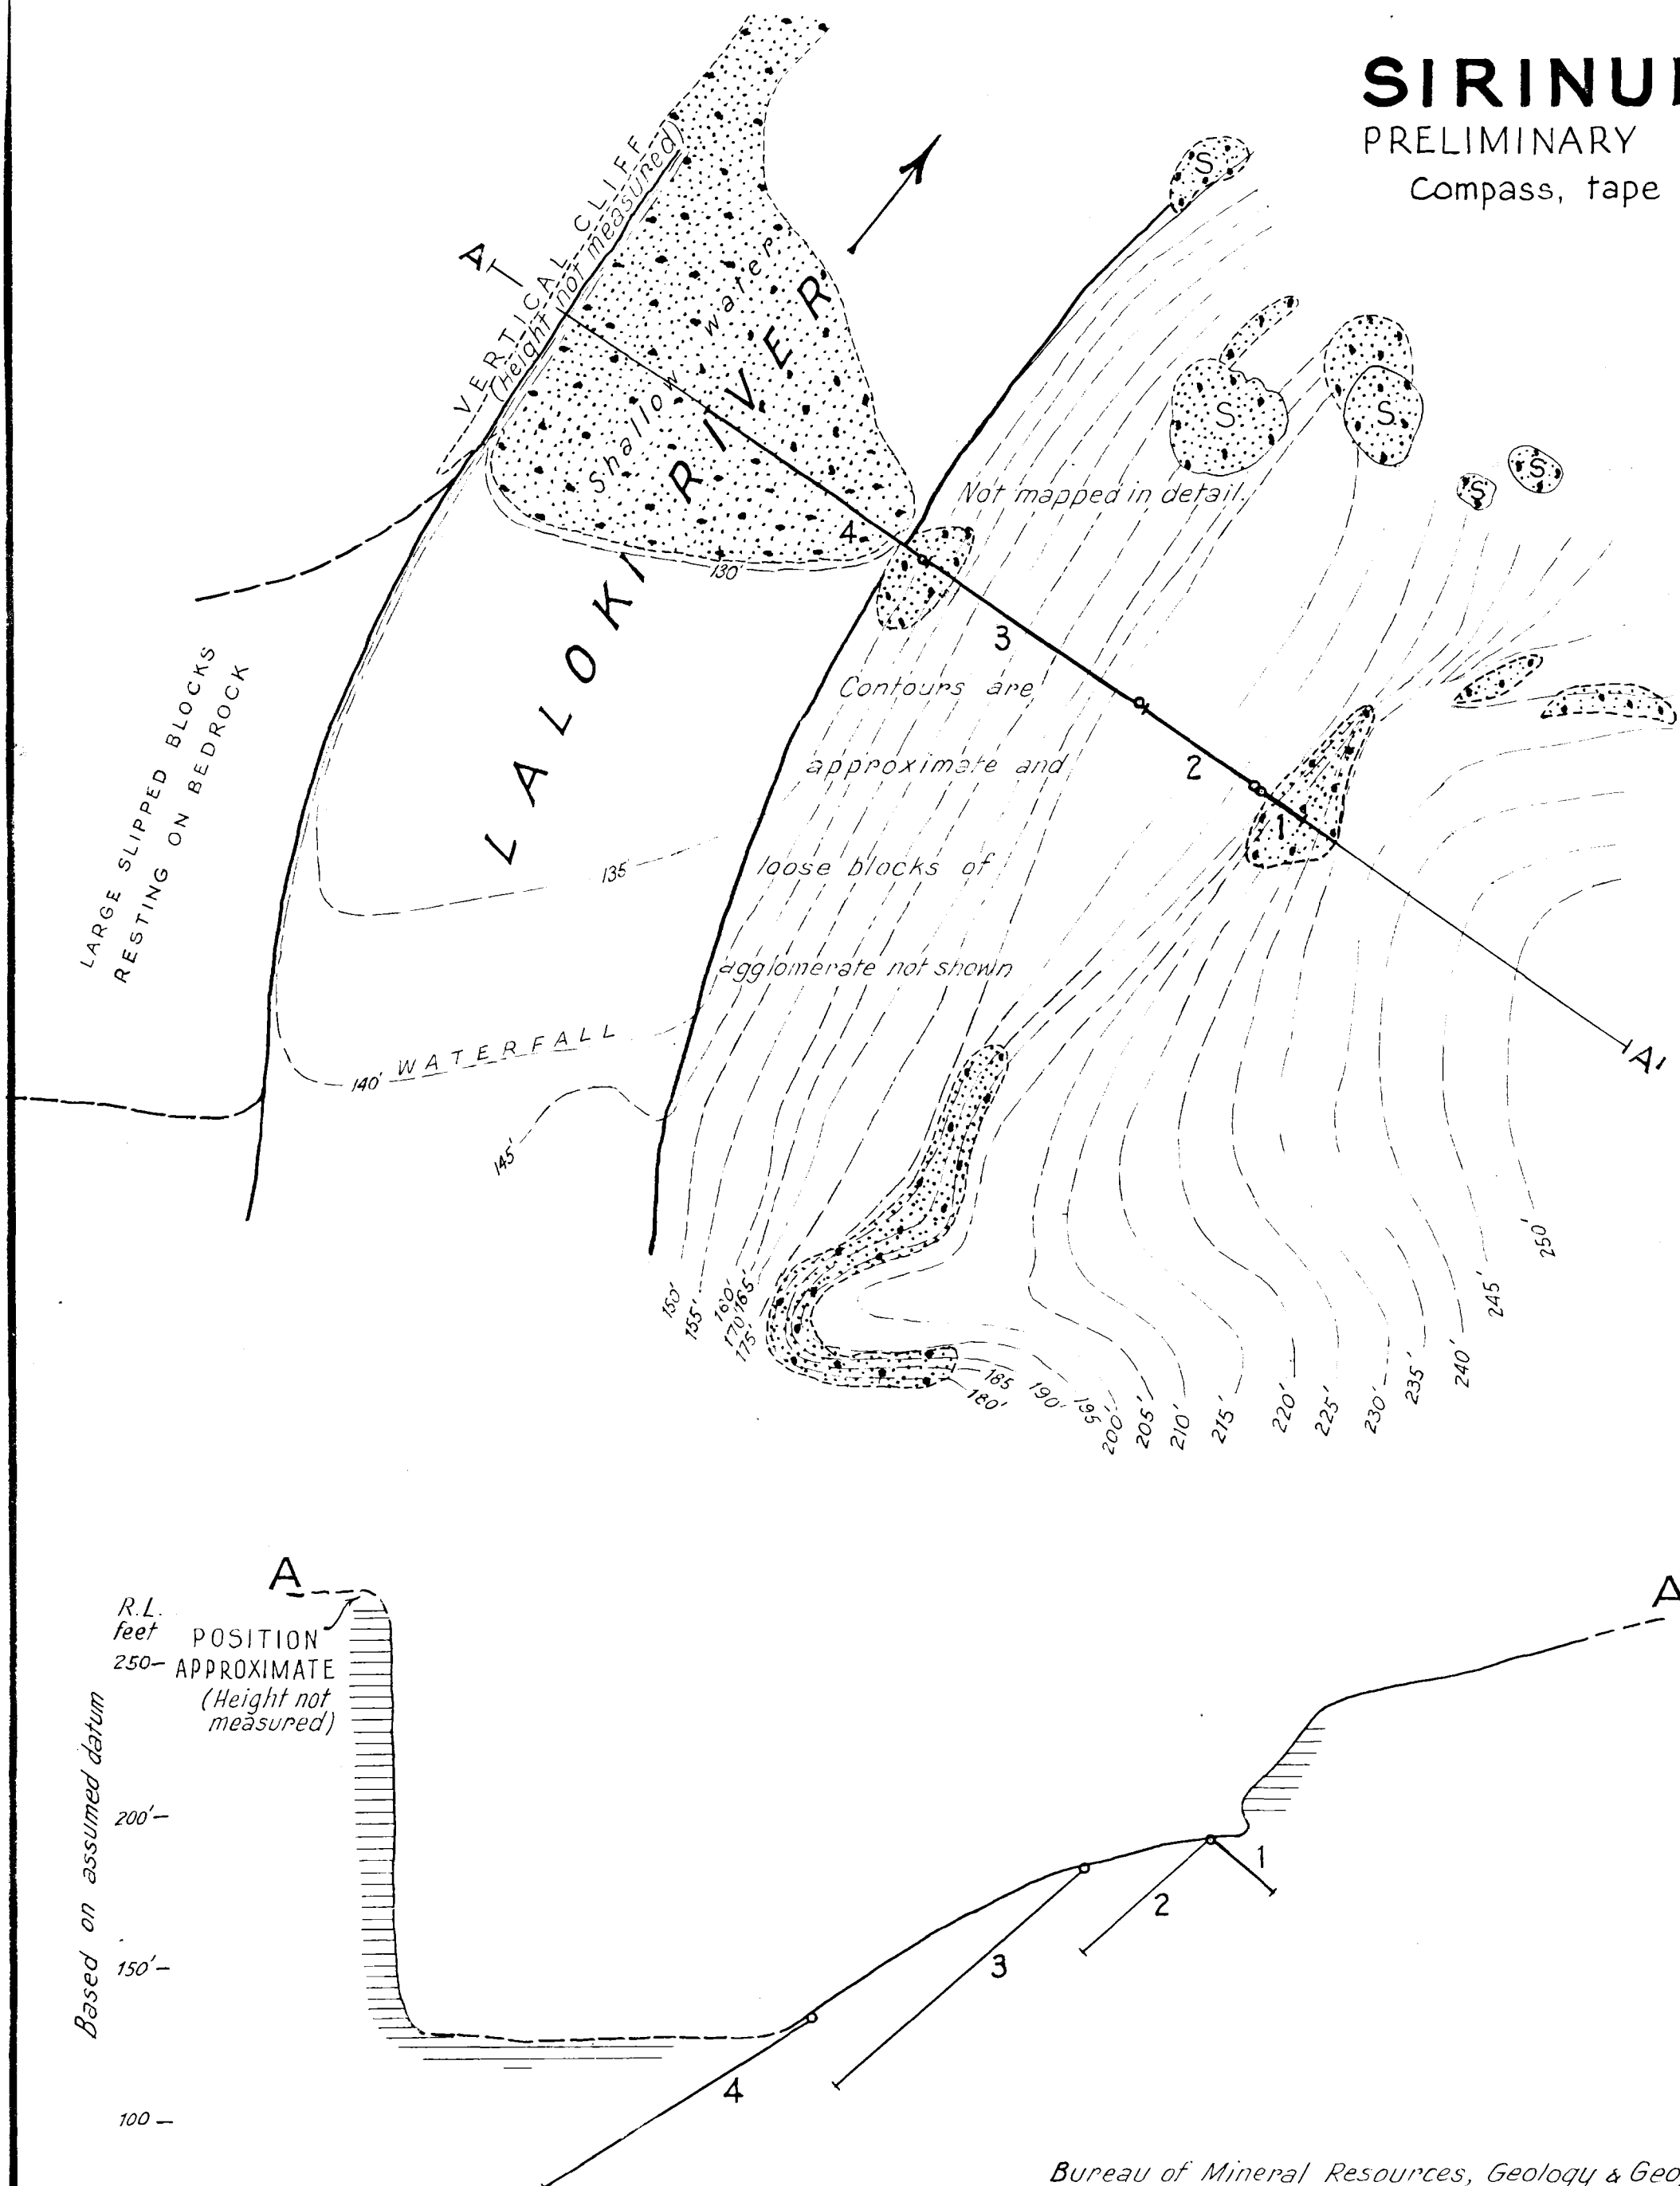 PRELIMINARY
Compass, tape
VERTICAL CLIFF
(Height not measured)
A
Shallow water
LALOKI RIVER
S
S
S
S
S
Not mapped in detail.
4
130'
3
Contours are
approximate and
loose blocks of
agglomerate not shown
2
1
LARGE SLIPPED BLOCKS
RESTING ON BEDROCK
135
140'
WATERFALL
145'
A'
150'
155'
160'
165'
170'
175'
180'
185
190'
195
200'
205'
210'
215'
220'
225'
230'
235'
240'
245'
250'
A
A
R.L.
feet
POSITION
APPROXIMATE
(Height not
measured)
250
200'
150'
100
Based on assumed datum
1
2
3
4
Bureau of Mineral Resources, Geology &